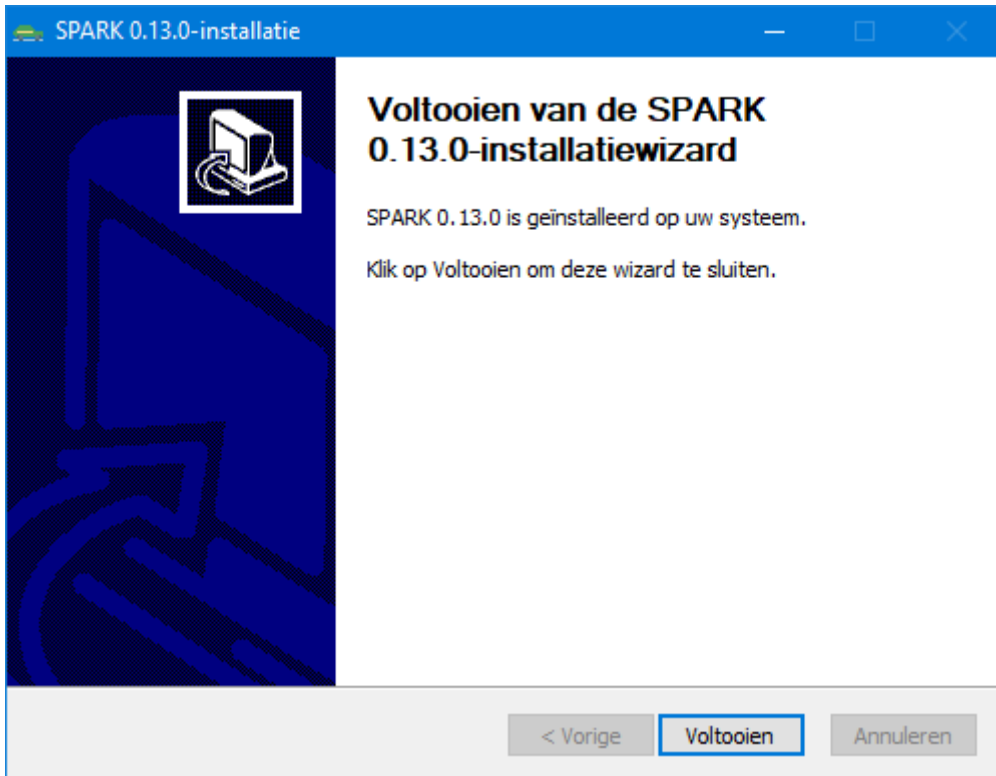 SPARK 0.13.0-installatie
Voltooien van de SPARK
0.13.0-installatiewizard
SPARK 0.13.0 is geïnstalleerd op uw systeem.
Klik op Voltooien om deze wizard te sluiten.
< Vorige
Voltooien
Annuleren